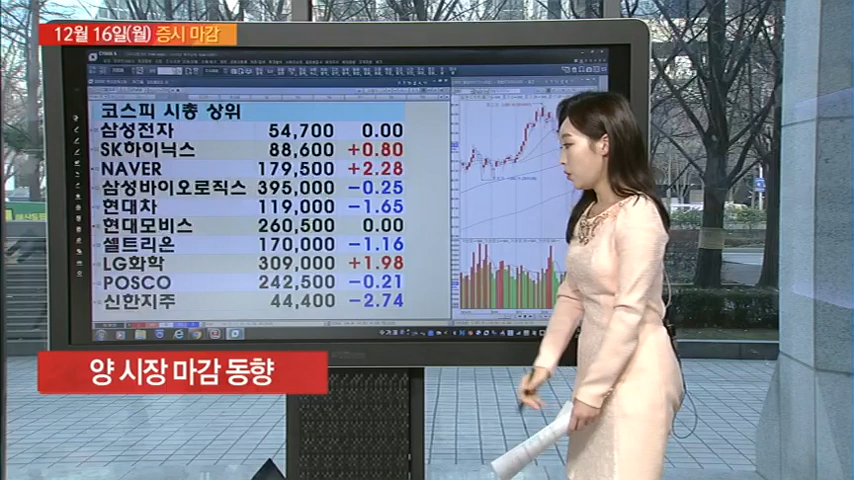 12월 16일(월) 증시 마감
코스피 시총 상위
삼성전자 54,700 0.00
SK하이닉스 88,600 +0.80
NAVER 179,500 +2.28
삼성바이오로직스 395,000 -0.25
현대차 119,000 -1.65
현대모비스 260,500 0.00
셀트리온 170,000 -1.16
LG화학 309,000 +1.98
POSCO 242,500 -0.21
신한지주 44,400 -2.74
양 시장 마감 동향